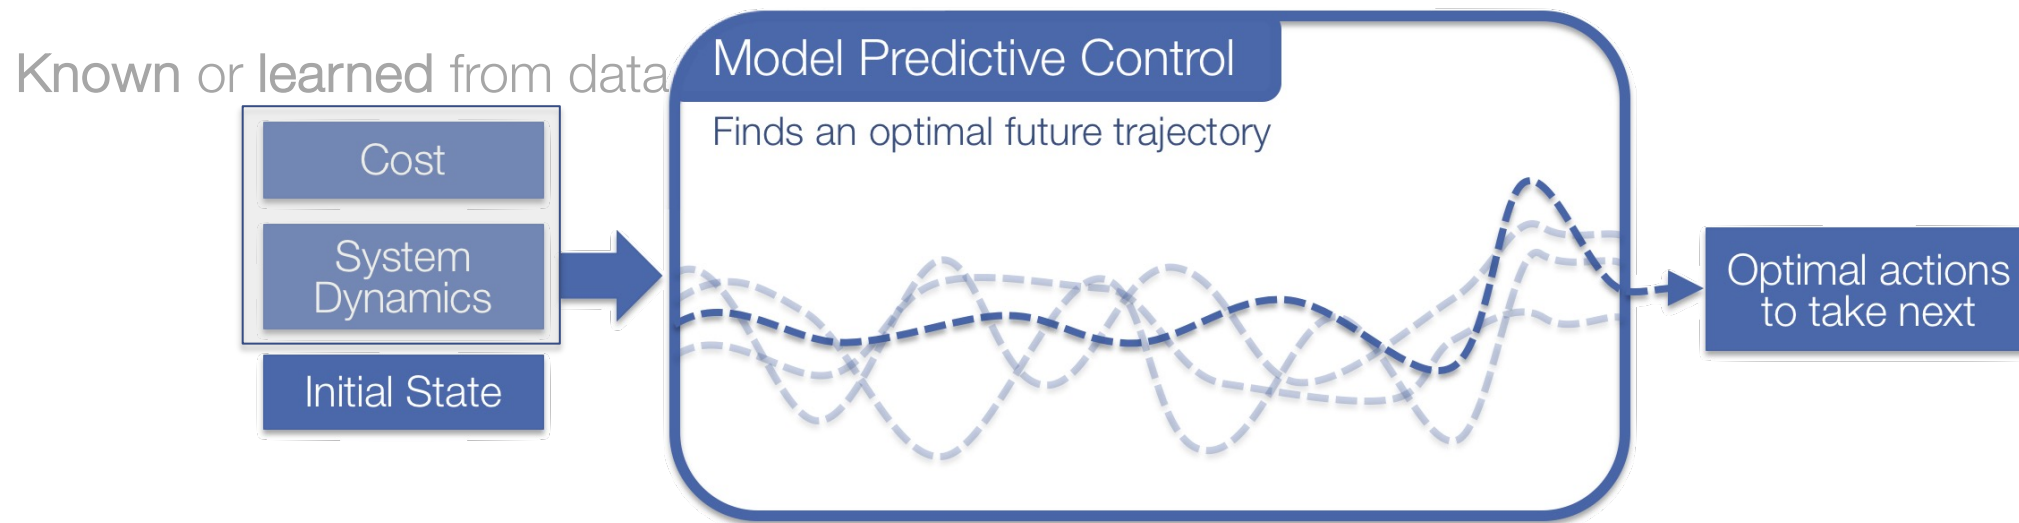 Known or learned from data
Cost
System
Dynamics
Initial State
Model Predictive Control
Finds an optimal future trajectory
Optimal actions
to take next